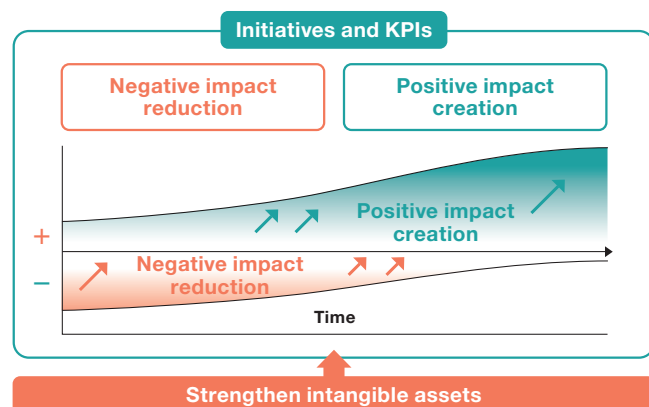 Initiatives and KPIs
Negative impact
reduction
Positive impact
creation
+
Positive impact
creation
−
Negative impact
reduction
Time
Strengthen intangible assets